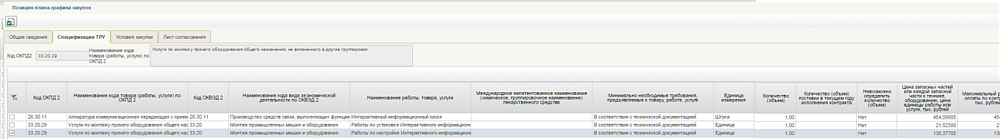 Позиция плана-графика закупок
Общие сведения Спецификация ТРУ Условия закупки Лист согласования
Код ОКПД2 33.20.29 Наименование кода товара (работы, услуги) по ОКПД 2 Услуги по монтажу прочего оборудования общего назначения, не включенного в другие группировки
Код ОКПД 2 Наименование кода товара (работы, услуги) по ОКПД 2 Код ОКВЭД 2 Наименование кода вида экономической деятельности по ОКВЭД 2 Наименование работы, товара, услуги Международное непатентованное наименование (химическое, группировочное наименование) лекарственного средства Минимально необходимые требования, предъявляемые к товару, работе, услуге Единица измерения Количество (объем) Количество (объем) поставки в текущем году исполнения контракта Невозможно определить количество (объем) Цена запасных частей или каждой запасной части к технике, оборудованию, цена единицы работы или услуги, тыс. рублей Максимальный р оплаты по контр тыс. рублей
26.30.11 Аппаратура коммуникационная передающая с прием 26.30.11 Производство средств связи, выполняющих функции Интерактивный информационный киоск В соответствии с технической документацией Штука 1,00 Нет 454,09905 454
33.20.29 Услуги по монтажу прочего оборудования общего наз 33.20 Монтаж промышленных машин и оборудования Работы по установке Интерактивного информационн В соответствии с технической документацией Единица 1,00 Нет 21,52390 21
33.20.29 Услуги по монтажу прочего оборудования общего наз 33.20 Монтаж промышленных машин и оборудования Работы по настройке Интерактивного информационн В соответствии с технической документацией Единица 1,00 Нет 138,37705 138